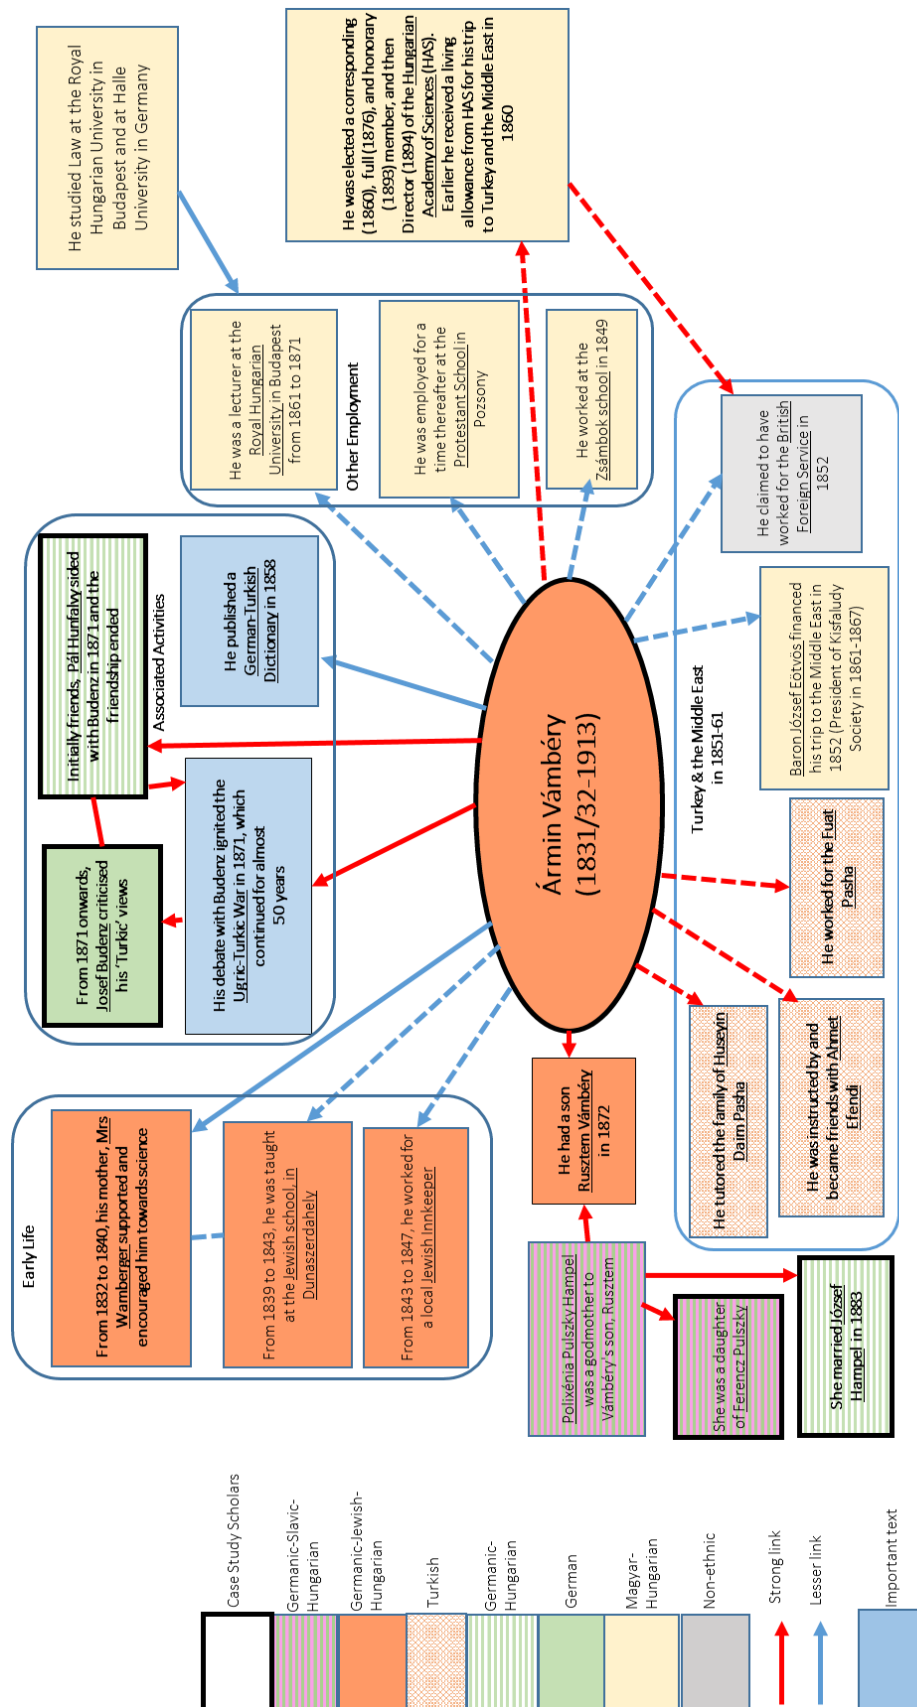 Early Life
From 1832 to 1840, his mother, Mrs
Wamberger supported and
encouraged him towards science
From 1839 to 1843, he was taught
at the Jewish school, in
Dunaszerdahely
From 1843 to 1847, he worked for
a local Jewish Innkeeper
From 1871 onwards,
Josef Budenz criticised
his ‘Turkic’ views
Initially friends, Pál Hunfalvy sided
with Budenz in 1871 and the
friendship ended
Associated Activities
His debate with Budenz ignited the
Ugric-Turkic War in 1871, which
continued for almost
50 years
He published a
German-Turkish
Dictionary in 1858
He studied Law at the Royal
Hungarian University in
Budapest and at Halle
University in Germany
He was a lecturer at the
Royal Hungarian
University in Budapest
from 1861 to 1871
Other Employment
He was employed for a
time thereafter at the
Protestant School in
Pozsony
He worked at the
Zsámbok school in 1849
He was elected a corresponding
(1860), full (1876), and honorary
(1893) member, and then
Director (1894) of the Hungarian
Academy of Sciences (HAS).
Earlier he received a living
allowance from HAS for his trip
to Turkey and the Middle East in
1860
Ármin Vámbéry
(1831/32-1913)
He had a son
Rusztem Vámbéry
in 1872
Polixénia Pulszky Hampel
was a godmother to
Vámbéry's son, Rusztem
She was a daughter
of Ferencz Pulszky
She married József
Hampel in 1883
Turkey & the Middle East
in 1851-61
He tutored the family of Huseyin
Daim Pasha
He was instructed by and
became friends with Ahmet
Efendi
He worked for the Fuat
Pasha
Baron József Eötvös financed
his trip to the Middle East in
1852 (President of Kisfaludy
Society in 1861-1867)
He claimed to have
worked for the British
Foreign Service in
1852
Case Study Scholars
Germanic-Slavic-
Hungarian
Germanic-Jewish-
Hungarian
Turkish
Germanic-
Hungarian
German
Magyar-
Hungarian
Non-ethnic
Strong link
Lesser link
Important text